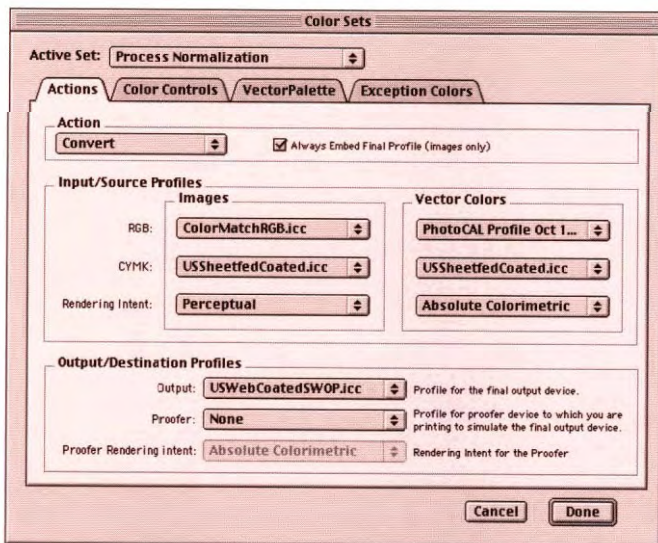 Color Sets
Active Set: Process Normalization
Actions Color Controls VectorPalette Exception Colors
Action
Convert Always Embed Final Profile (images only)
Input/Source Profiles
Images Vector Colors
RGB: ColorMatchRGB.icc PhotoCAL Profile Oct 1...
CYMK: USSheetfedCoated.icc USSheetfedCoated.icc
Rendering Intent: Perceptual Absolute Colorimetric
Output/Destination Profiles
Output: USWebCoatedSWOP.icc Profile for the final output device.
Proofer: None Profile for proofer device to which you are
printing to simulate the final output device.
Proofer Rendering intent: Absolute Colorimetric Rendering Intent for the Proofer
Cancel Done